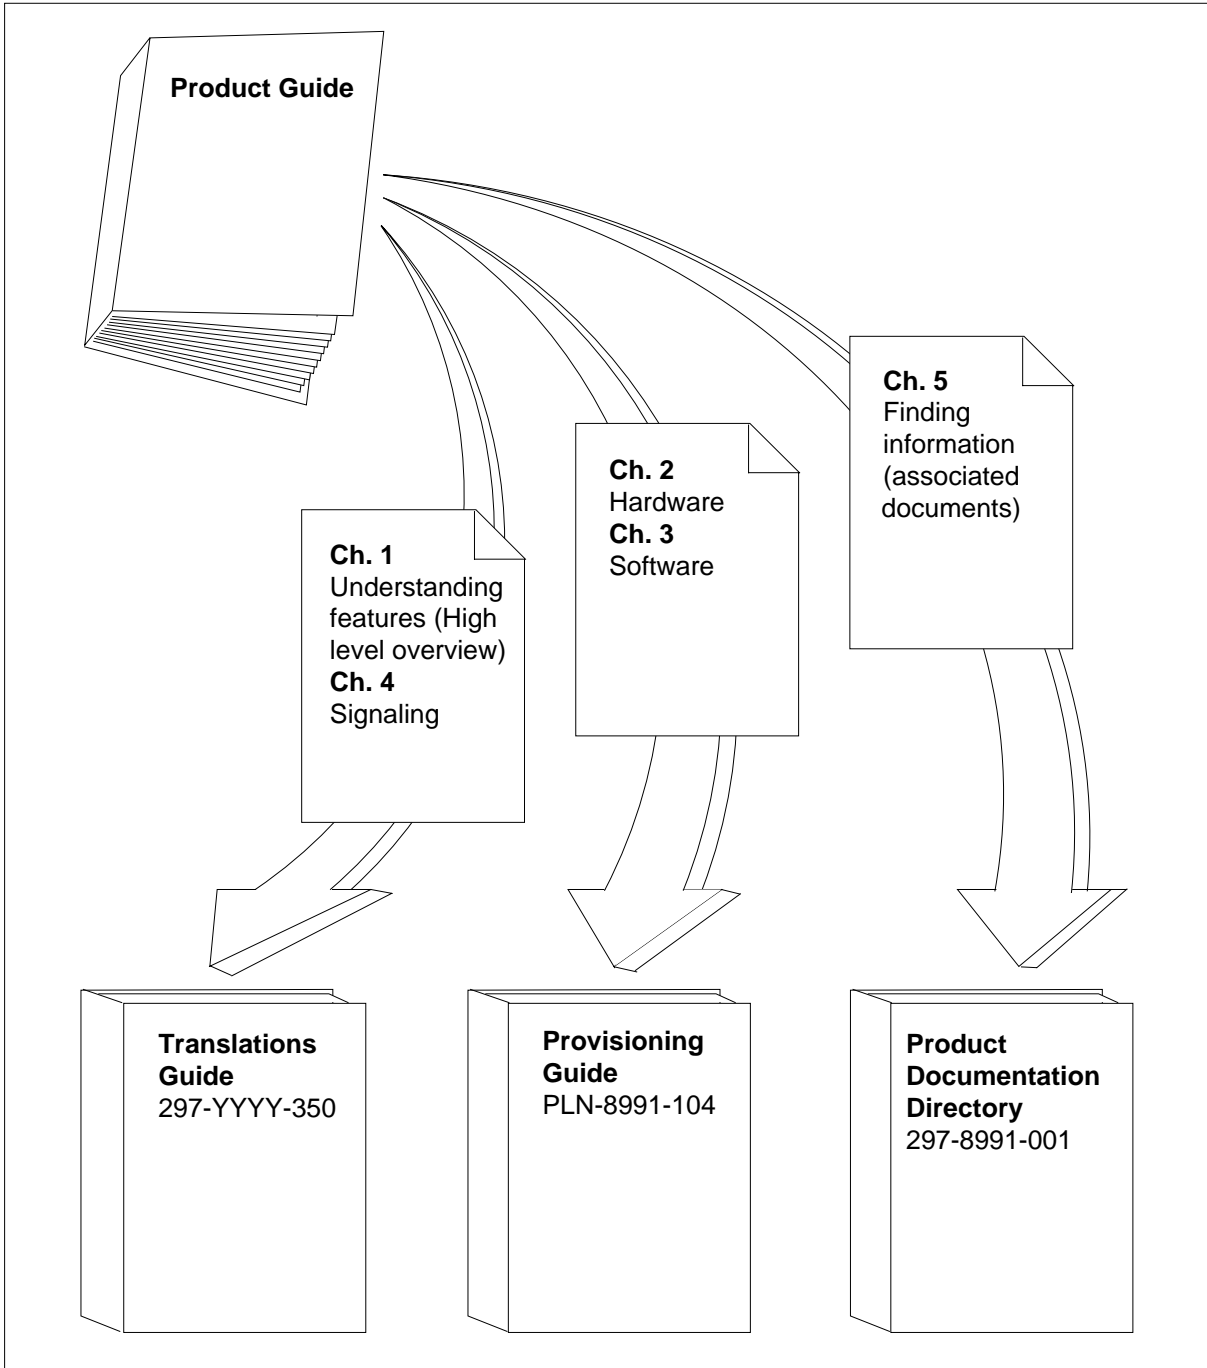 Product Guide
Ch. 5
Finding
information
(associated
documents)
Ch. 2
Hardware
Ch. 3
Software
Ch. 1
Understanding
features (High
level overview)
Ch. 4
Signaling
Translations
Guide
297-YYYY-350
Provisioning
Guide
PLN-8991-104
Product
Documentation
Directory
297-8991-001